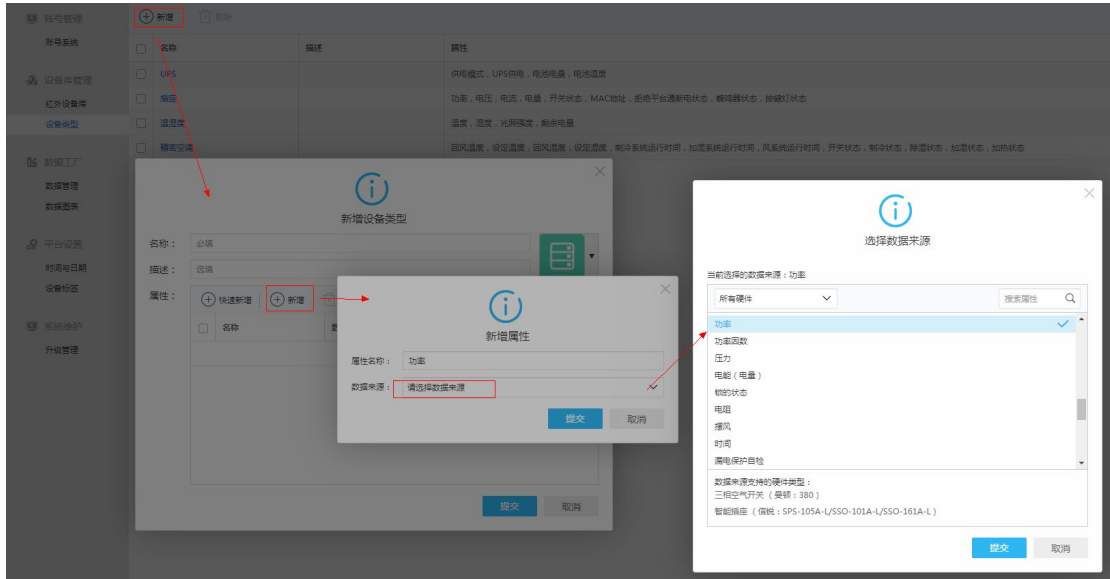 账号管理
账号系统
设备库管理
红外设备库
设备类型
数据工厂
数据管理
数据图表
平台设置
时间与日期
设备标签
系统维护
升级管理
新增 删除
名称 描述 属性
UPS 供电模式，UPS供电，电池电量，电池温度
插座 功率，电压，电流，电量，开关状态，MAC地址，拒绝平台通断电状态，蜂鸣器状态，按键灯状态
温湿度 温度，湿度，光照强度，剩余电量
精密空调 回风温度，设定温度，回风湿度，设定湿度，制冷系统运行时间，加湿系统运行时间，风系统运行时间，开关状态，制冷状态，除湿状态，加湿状态，加热状态
新增设备类型
名称： 必填
描述： 选填
属性： 快速新增 新增
名称
提交 取消
新增属性
属性名称： 功率
数据来源： 请选择数据来源
提交 取消
选择数据来源
当前选择的数据来源：功率
所有硬件 搜索属性
功率
功率因数
压力
电能（电量）
锁的状态
电阻
摆风
时间
漏电保护自检
数据来源支持的硬件类型：
三相空气开关 （曼顿：380）
智能插座 （信锐：SPS-105A-L/SSO-101A-L/SSO-161A-L）
提交 取消